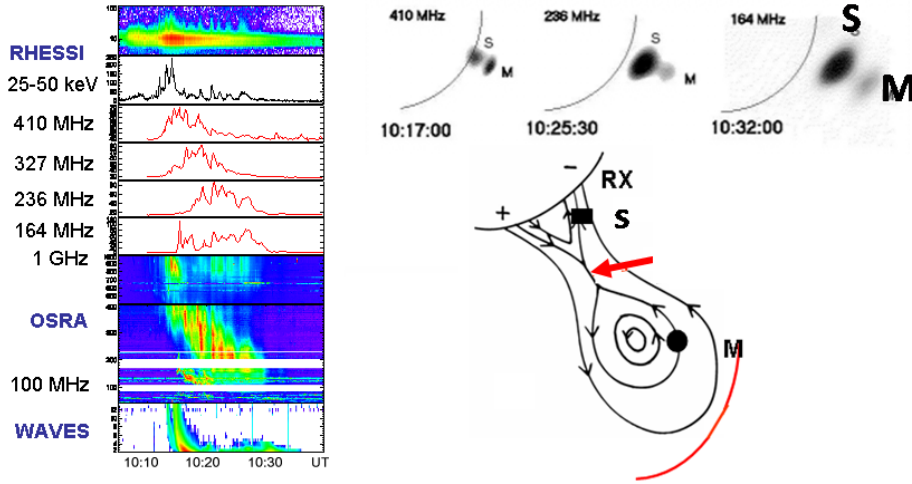 RHESSI
25-50 keV
410 MHz
327 MHz
236 MHz
164 MHz
1 GHz
OSRA
100 MHz
WAVES
10:10 10:20 10:30 UT
410 MHz
S
M
10:17:00
236 MHz
S
M
10:25:30
164 MHz
S
S
M
M
10:32:00
−
RX
+
S
M